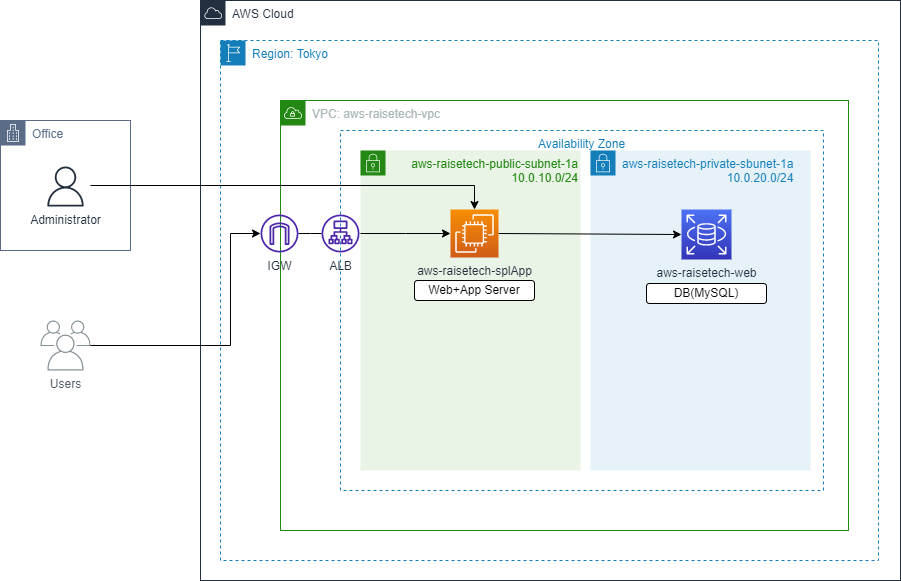 AWS Cloud
Region: Tokyo
VPC: aws-raisetech-vpc
Office
Administrator
Availability Zone
aws-raisetech-public-subnet-1a
10.0.10.0/24
aws-raisetech-private-sbunet-1a
10.0.20.0/24
IGW
ALB
aws-raisetech-splApp
Web+App Server
aws-raisetech-web
DB(MySQL)
Users